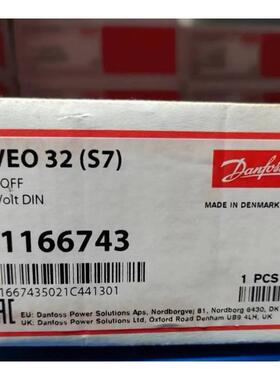 VEO 32 (S7)
OFF
Volt DIN
Danfoss
MADE IN DENMARK
1166743
1 PCS
EAC
1667435021C441301
EU: Danfoss Power Solutions Aps, Nordborgvej 81, Nordborg 6430, DK
UK: Danfoss Power Solutions Ltd, Oxford Road Denham UB9 4LH, UK